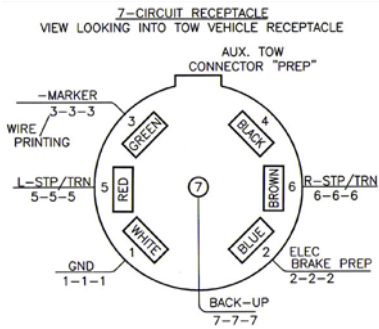 7-CIRCUIT RECEPTACLE
VIEW LOOKING INTO TOW VEHICLE RECEPTACLE
AUX. TOW
CONNECTOR "PREP"
-MARKER
3-3-3
WIRE
PRINTING
3
GREEN
4
BLACK
L-STP/TRN
5-5-5
5
RED
7
BROWN
6
R-STP/TRN
6-6-6
WHITE
1
BLUE
2
GND
1-1-1
ELEC
BRAKE PREP
2-2-2
BACK-UP
7-7-7